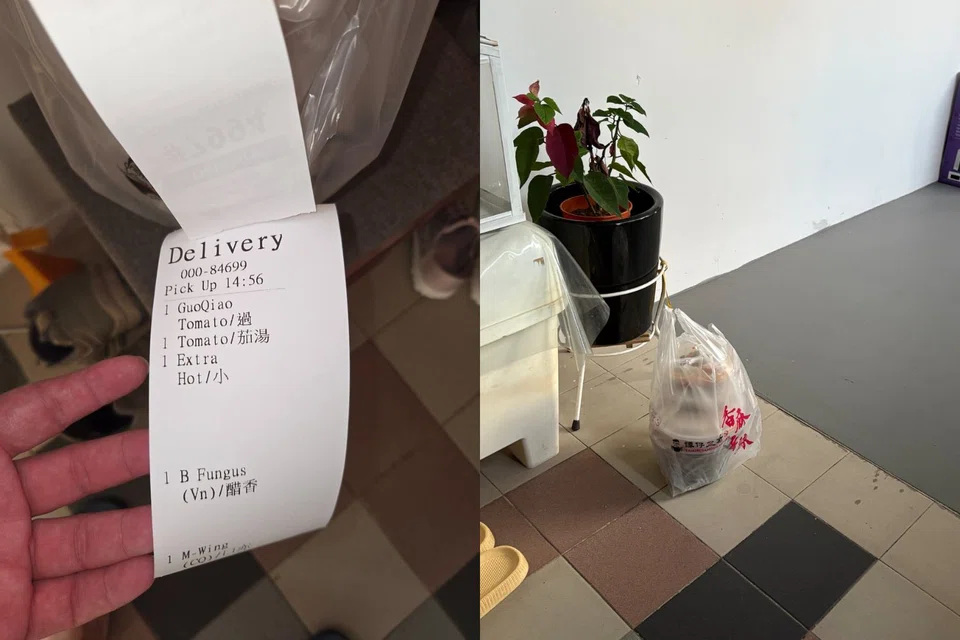 Delivery
000-84699
Pick Up 14:56
1 GuoQiao
Tomato/過
1 Tomato/茄湯
1 Extra
Hot/小
1 B Fungus
(Vn)/醋香
1 M-Wing